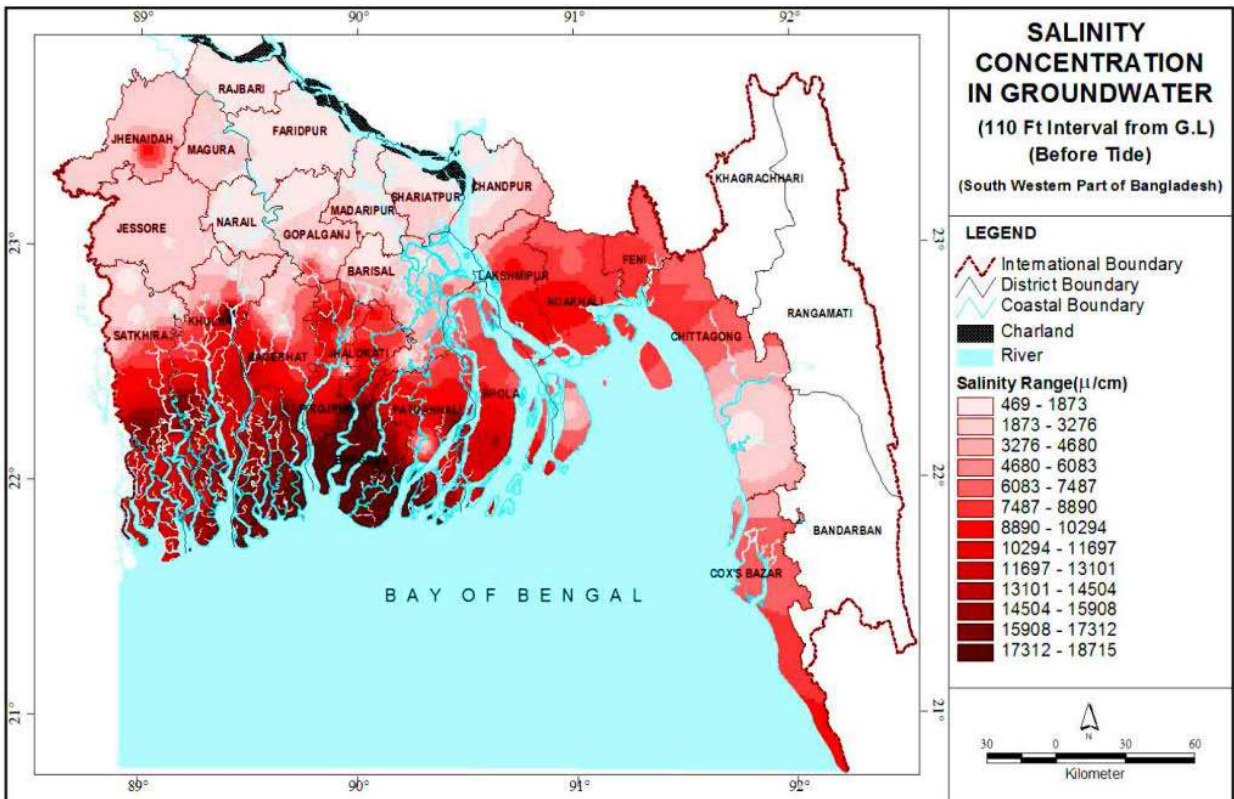 89°
90°
91°
92°
SALINITY
CONCENTRATION
IN GROUNDWATER
(110 Ft Interval from G.L)
(Before Tide)
(South Western Part of Bangladesh)
RAJBARI
FARIDPUR
JHENAIDAH
MAGURA
KHAGRACHHARI
CHANDPUR
SHARIATPUR
MADARIPUR
NARAIL
JESSORE
GOPALGANJ
23°
23°
BARISAL
LAKSHMIPUR
FENI
NOAKHALI
RANGAMATI
SATKHIRA
KHULNA
CHITTAGONG
BAGERHAT
JHALOKATI
BHOLA
PIROJPUR
PATUAKHALI
22°
22°
BANDARBAN
COX'S BAZAR
BAY OF BENGAL
21°
21°
89°
90°
91°
92°
LEGEND
International Boundary
District Boundary
Coastal Boundary
Charland
River
Salinity Range(µ/cm)
469 - 1873
1873 - 3276
3276 - 4680
4680 - 6083
6083 - 7487
7487 - 8890
8890 - 10294
10294 - 11697
11697 - 13101
13101 - 14504
14504 - 15908
15908 - 17312
17312 - 18715
N
30 0 30 60
Kilometer